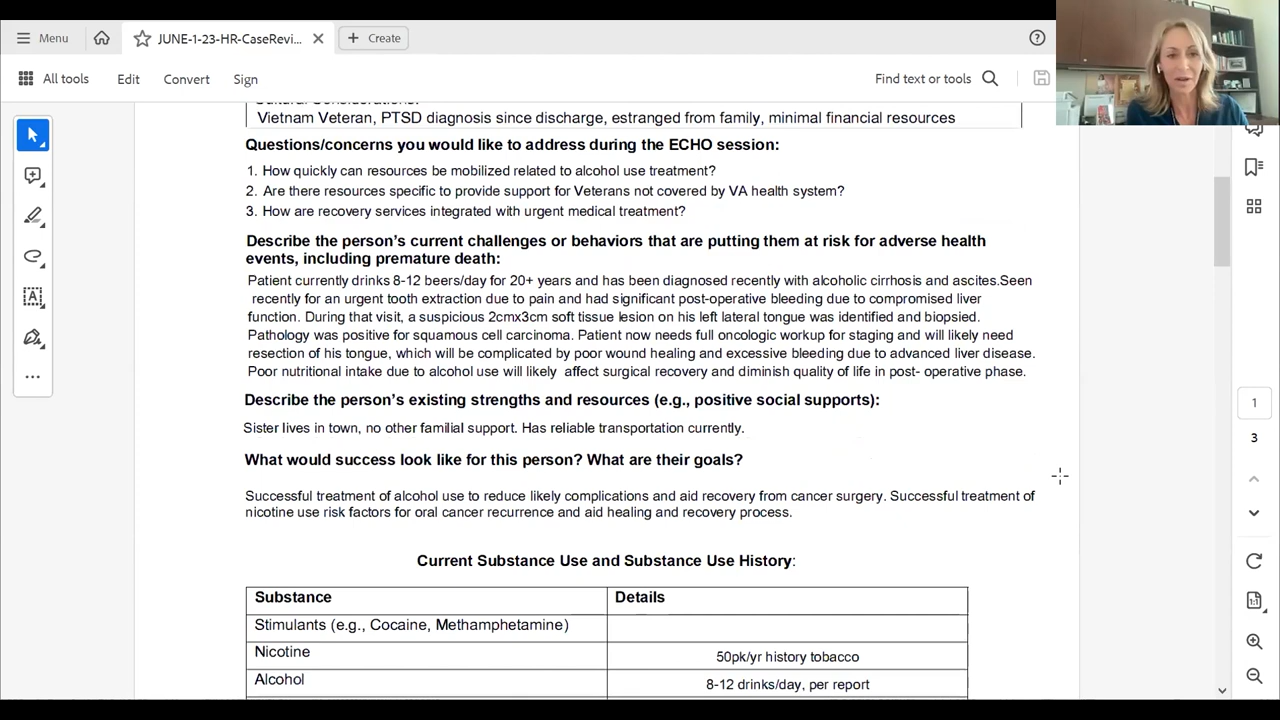 Menu
JUNE-1-23-HR-CaseRevi...
Create
All tools
Edit
Convert
Sign
Find text or tools
Cultural Considerations:
Vietnam Veteran, PTSD diagnosis since discharge, estranged from family, minimal financial resources
Questions/concerns you would like to address during the ECHO session:
1. How quickly can resources be mobilized related to alcohol use treatment?
2. Are there resources specific to provide support for Veterans not covered by VA health system?
3. How are recovery services integrated with urgent medical treatment?
Describe the person's current challenges or behaviors that are putting them at risk for adverse health
events, including premature death:
Patient currently drinks 8-12 beers/day for 20+ years and has been diagnosed recently with alcoholic cirrhosis and ascites.Seen
recently for an urgent tooth extraction due to pain and had significant post-operative bleeding due to compromised liver
function. During that visit, a suspicious 2cmx3cm soft tissue lesion on his left lateral tongue was identified and biopsied.
Pathology was positive for squamous cell carcinoma. Patient now needs full oncologic workup for staging and will likely need
resection of his tongue, which will be complicated by poor wound healing and excessive bleeding due to advanced liver disease.
Poor nutritional intake due to alcohol use will likely affect surgical recovery and diminish quality of life in post- operative phase.
Describe the person's existing strengths and resources (e.g., positive social supports):
Sister lives in town, no other familial support. Has reliable transportation currently.
What would success look like for this person? What are their goals?
Successful treatment of alcohol use to reduce likely complications and aid recovery from cancer surgery. Successful treatment of
nicotine use risk factors for oral cancer recurrence and aid healing and recovery process.
Current Substance Use and Substance Use History:
Substance
Details
Stimulants (e.g., Cocaine, Methamphetamine)
Nicotine
50pk/yr history tobacco
Alcohol
8-12 drinks/day, per report
1
3
1:1